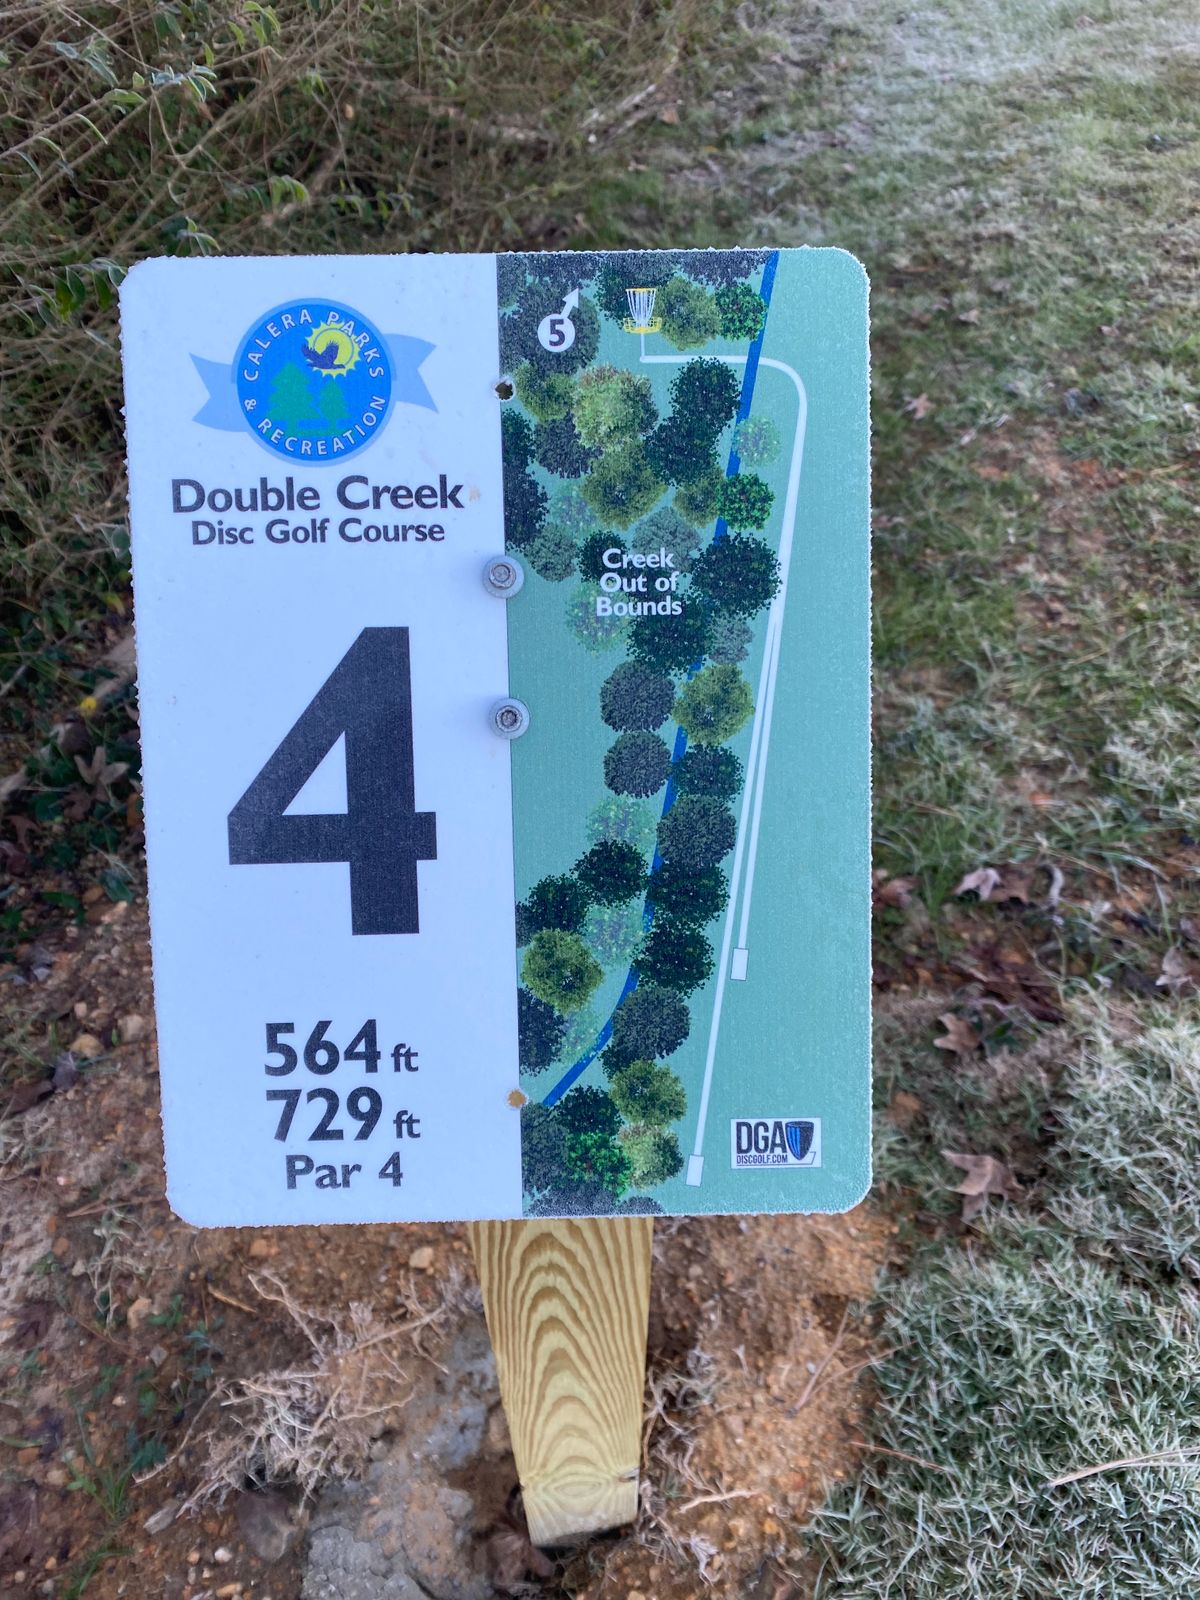 CALERA PARKS
& RECREATION
Double Creek
Disc Golf Course
4
564 ft
729 ft
Par 4
5
Creek
Out of
Bounds
DGA
DISCGOLF.COM